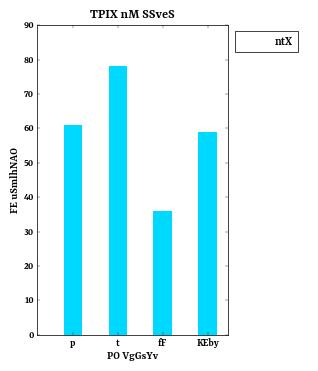 TPIX nM SSveS
ntX
FE uSmlhNAO
90
80
70
60
50
40
30
20
10
0
p t fF KEby
PO VgGsYv